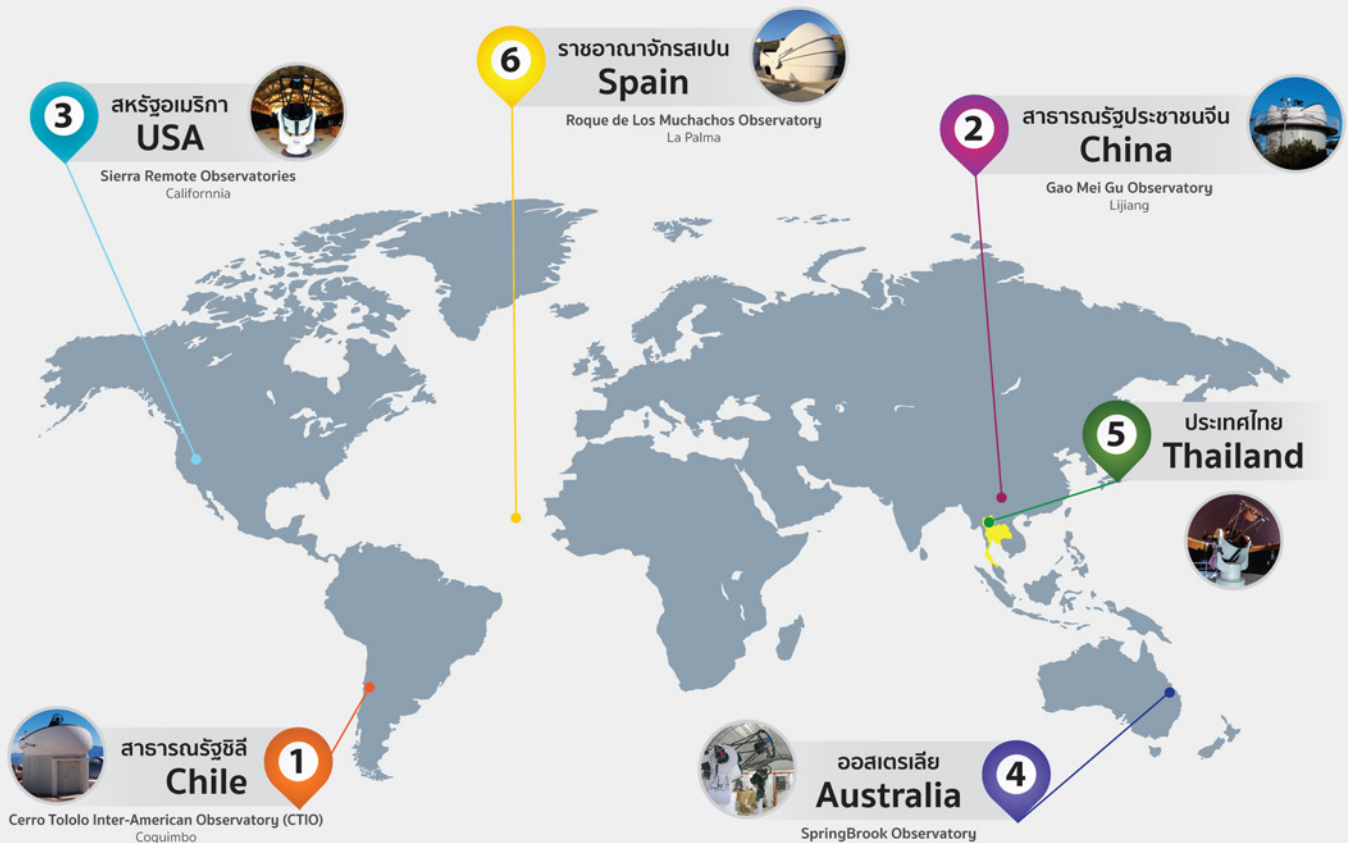 6
ราชอาณาจักรสเปน
Spain
Roque de Los Muchachos Observatory
La Palma
3
สหรัฐอเมริกา
USA
Sierra Remote Observatories
Californnia
2
สาธารณรัฐประชาชนจีน
China
Gao Mei Gu Observatory
Lijiang
5
ประเทศไทย
Thailand
1
สาธารณรัฐชิลี
Chile
Cerro Tololo Inter-American Observatory (CTIO)
Coquimbo
4
ออสเตรเลีย
Australia
SpringBrook Observatory